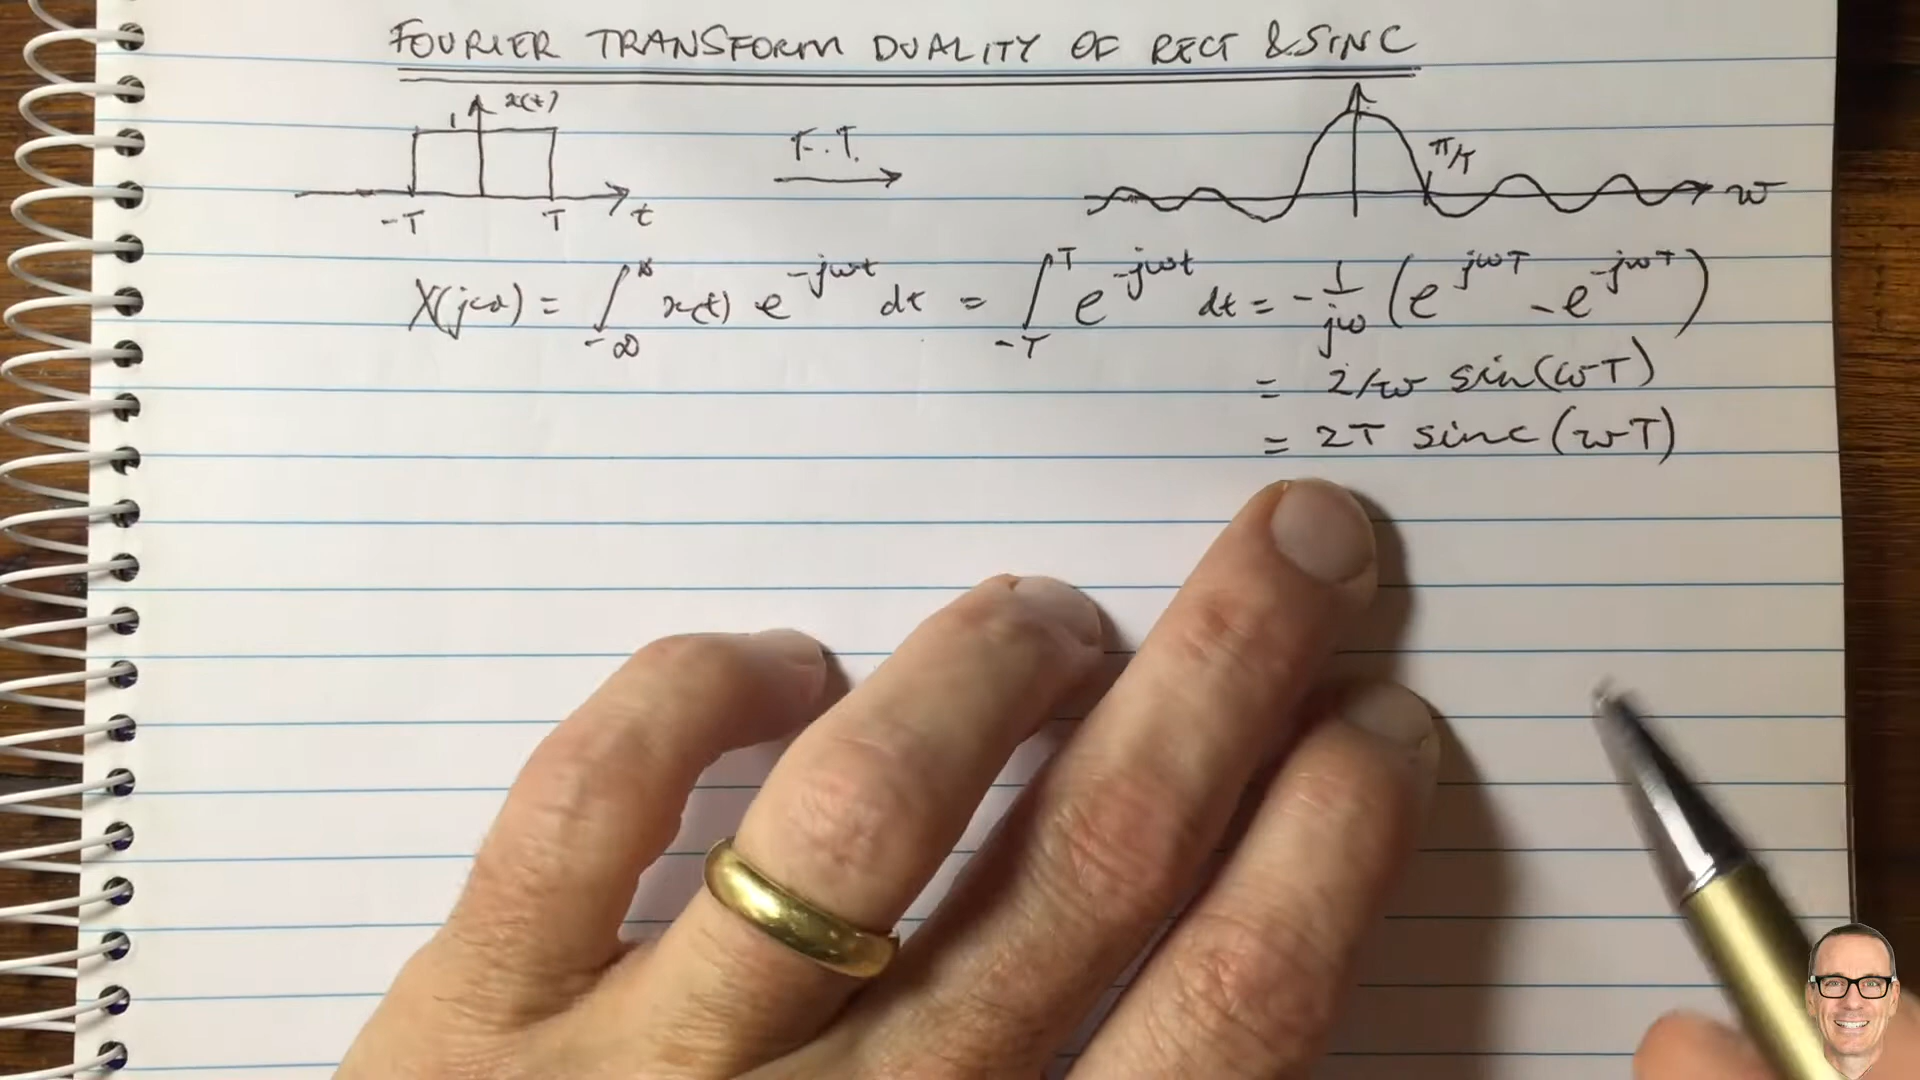 FOURIER TRANSFORM DUALITY OF RECT & SINC
1 x(t)
F.T.
π/T
-T T t
ω
X(jω) = ∫_{-∞}^{∞} x(t) e^{-jωt} dt = ∫_{-T}^{T} e^{-jωt} dt = -1/jω (e^{jωT} - e^{-jωT})
= 2/ω sin(ωT)
= 2T sinc(ωT)